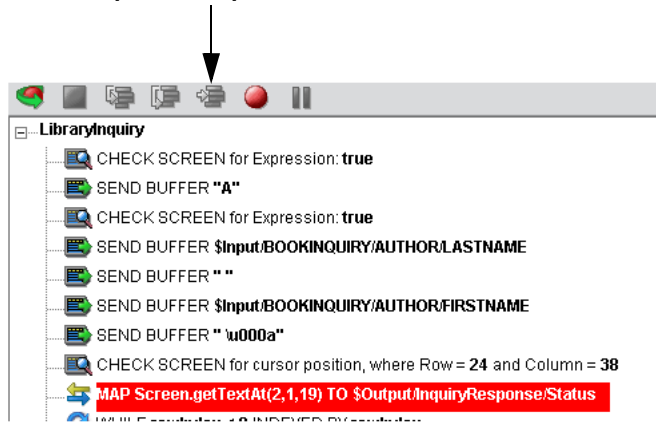 LibraryInquiry
CHECK SCREEN for Expression: true
SEND BUFFER "A"
CHECK SCREEN for Expression: true
SEND BUFFER $Input/BOOKINQUIRY/AUTHOR/LASTNAME
SEND BUFFER " "
SEND BUFFER $Input/BOOKINQUIRY/AUTHOR/FIRSTNAME
SEND BUFFER " \u000a"
CHECK SCREEN for cursor position, where Row = 24 and Column = 38
MAP Screen.getTextAt(2,1,19) TO $Output/InquiryResponse/Status